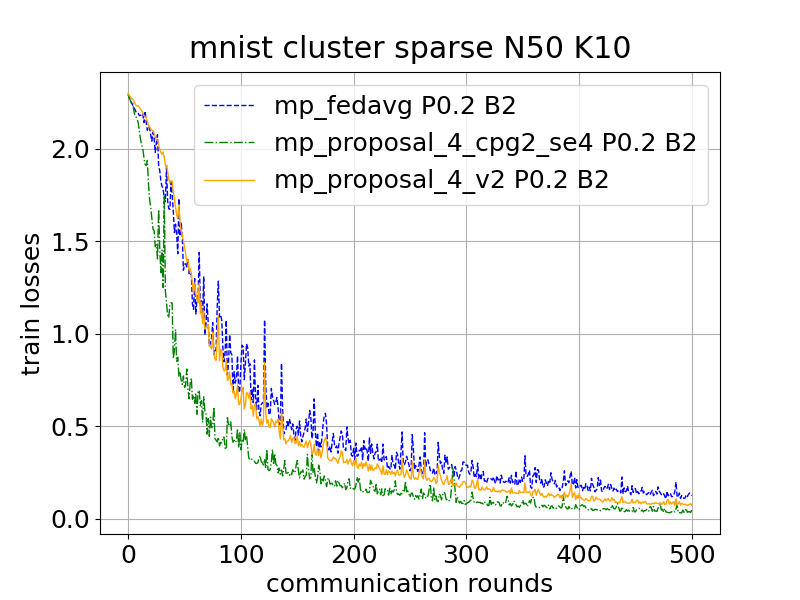 mnist cluster sparse N50 K10
mp_fedavg P0.2 B2
mp_proposal_4_cpg2_se4 P0.2 B2
mp_proposal_4_v2 P0.2 B2
train losses
2.0
1.5
1.0
0.5
0.0
0 100 200 300 400 500
communication rounds